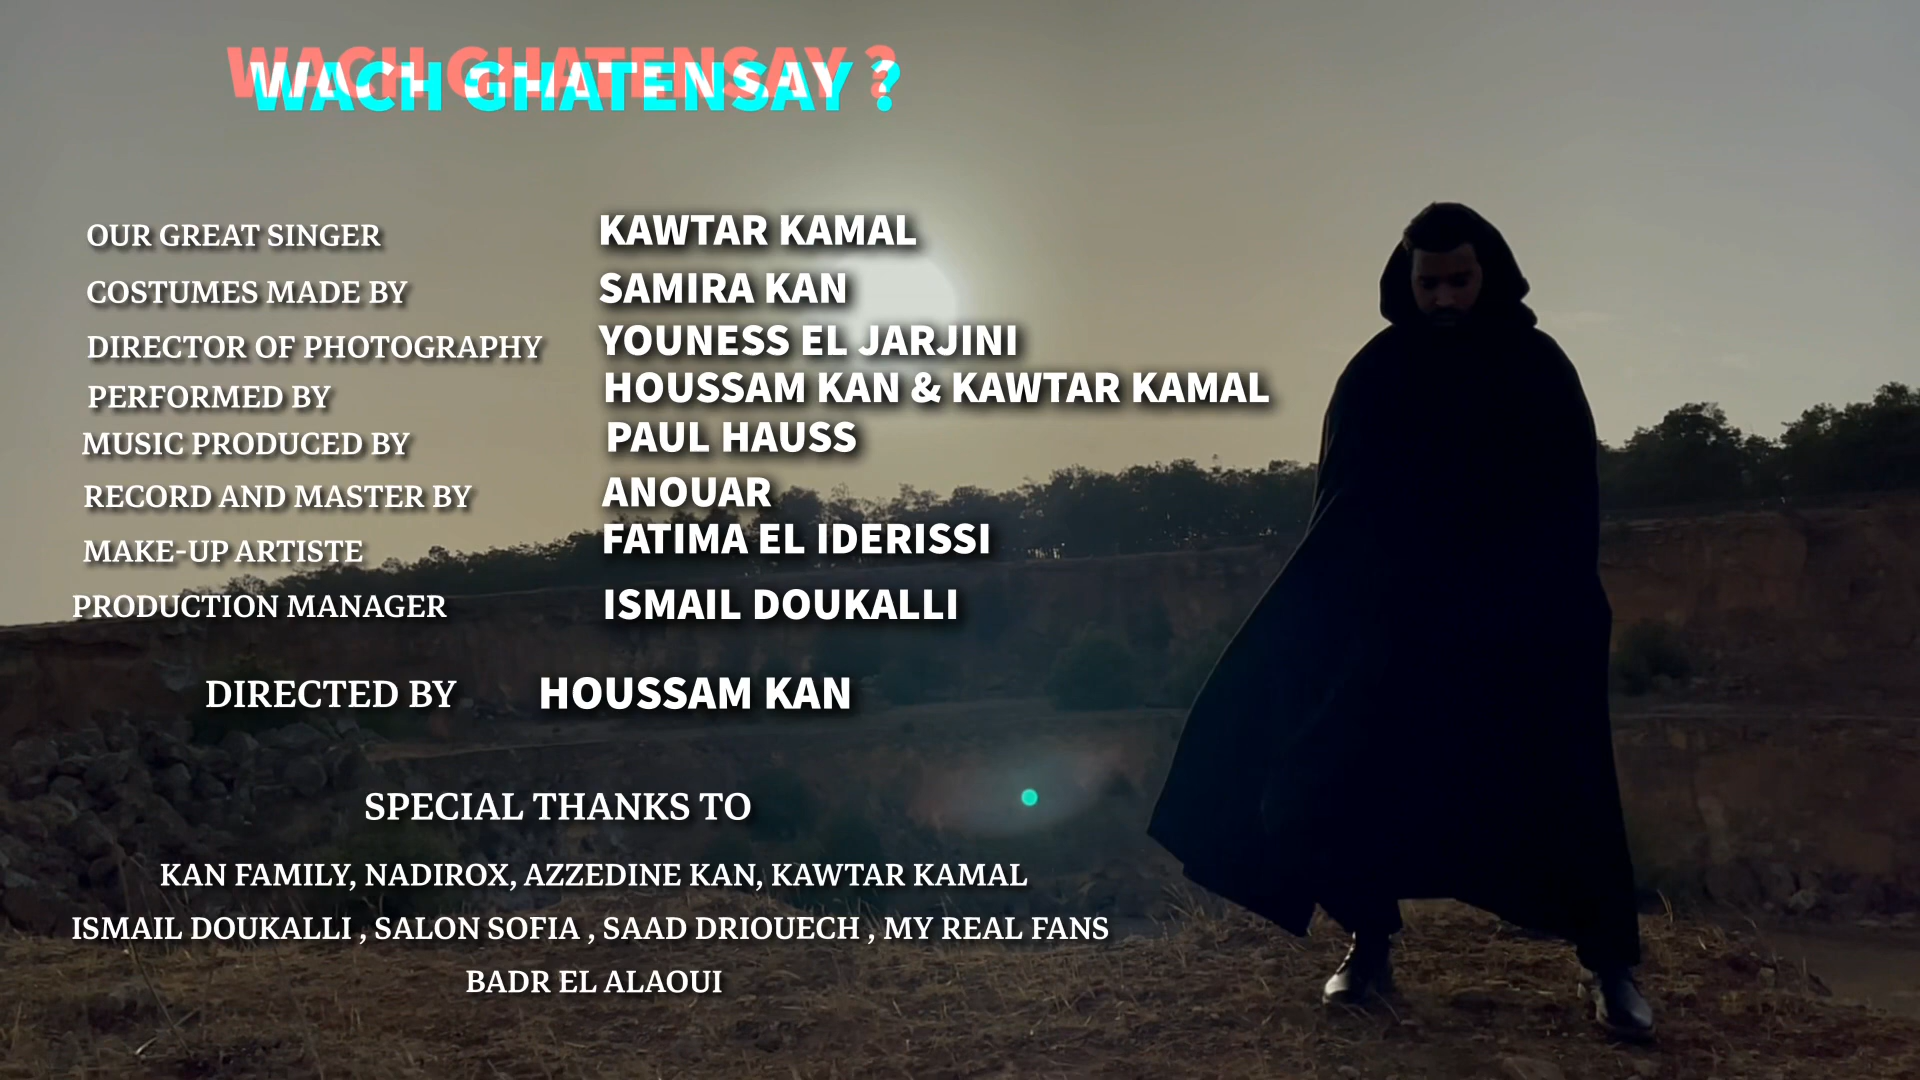 WACH GHATENSAY ?
OUR GREAT SINGER KAWTAR KAMAL
COSTUMES MADE BY SAMIRA KAN
DIRECTOR OF PHOTOGRAPHY YOUNESS EL JARJINI
PERFORMED BY HOUSSAM KAN & KAWTAR KAMAL
MUSIC PRODUCED BY PAUL HAUSS
RECORD AND MASTER BY ANOUAR
MAKE-UP ARTISTE FATIMA EL IDERISSI
PRODUCTION MANAGER ISMAIL DOUKALLI
DIRECTED BY HOUSSAM KAN
SPECIAL THANKS TO
KAN FAMILY, NADIROX, AZZEDINE KAN, KAWTAR KAMAL
ISMAIL DOUKALLI , SALON SOFIA , SAAD DRIOUECH , MY REAL FANS
BADR EL ALAOUI